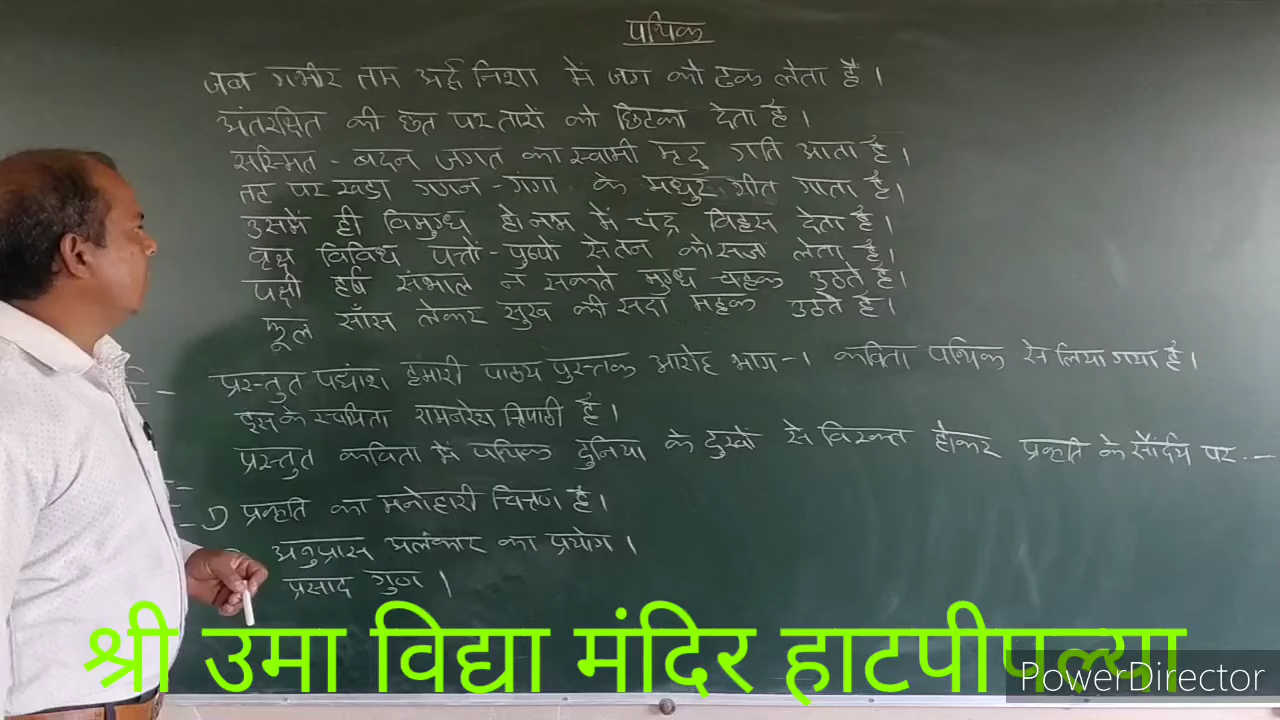 पथिक
जब गंभीर तम अर्द्ध निशा में जग को ढक लेता है।
अंतरिक्ष की छत पर तारों को छिटका देता है।
सस्मित - बदन जगत का स्वामी मृदु गति आता है।
तट पर खड़ा गगन - गंगा के मधुर गीत गाता है।
उसमें ही विमुग्ध हो नभ में चंद्र विहस देता है।
वृक्ष विविध पत्तों - पुष्पो से तन को सजा लेता है।
पक्षी हर्ष संभाल न सकते मुग्ध चहक उठते है।
फूल साँस लेकर सुख की सदा महक उठते है।
प्रस्तुत पद्यांश हमारी पाठ्य पुस्तक आरोह भाग - 1 कविता पथिक से लिया गया है।
इस के रचयिता रामनरेश त्रिपाठी है।
प्रस्तुत कविता में पथिक दुनिया के दुखों से विरक्त होकर प्रकृति के सौंदर्य पर . -
1) प्रकृति का मनोहारी चित्रण है।
अनुप्रास अलंकार का प्रयोग।
प्रसाद गुण।
श्री उमा विद्या मंदिर हाटपीपल्या
PowerDirector